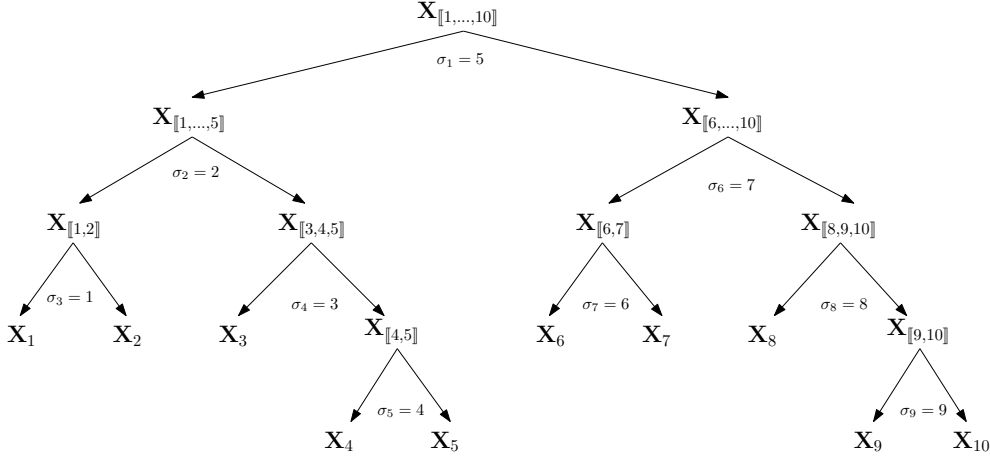 X⟦1,...,10⟧
σ1 = 5
X⟦1,...,5⟧ X⟦6,...,10⟧
σ2 = 2 σ6 = 7
X⟦1,2⟧ X⟦3,4,5⟧ X⟦6,7⟧ X⟦8,9,10⟧
σ3 = 1 σ4 = 3 σ7 = 6 σ8 = 8
X1 X2 X3 X⟦4,5⟧ X6 X7 X8 X⟦9,10⟧
σ5 = 4 σ9 = 9
X4 X5 X9 X10